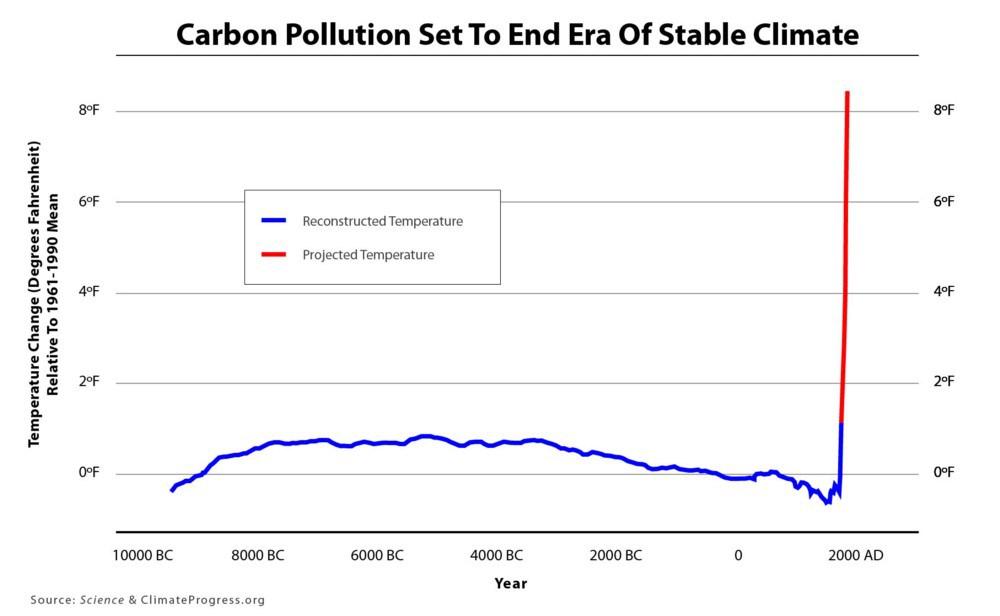 Carbon Pollution Set To End Era Of Stable Climate
Temperature Change (Degrees Fahrenheit)
Relative To 1961-1990 Mean
8ºF
8ºF
6ºF
6ºF
4ºF
4ºF
2ºF
2ºF
0ºF
0ºF
Reconstructed Temperature
Projected Temperature
10000 BC
8000 BC
6000 BC
4000 BC
2000 BC
0
2000 AD
Year
Source: Science & ClimateProgress.org